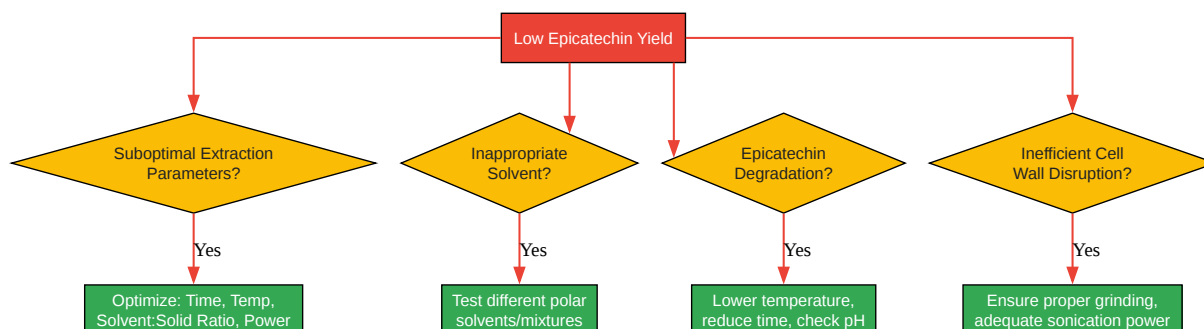 Low Epicatechin Yield
Suboptimal Extraction
Parameters?
Inappropriate
Solvent?
Epicatechin
Degradation?
Inefficient Cell
Wall Disruption?
Yes
Yes
Yes
Yes
Optimize: Time, Temp,
Solvent:Solid Ratio, Power
Test different polar
solvents/mixtures
Lower temperature,
reduce time, check pH
Ensure proper grinding,
adequate sonication power